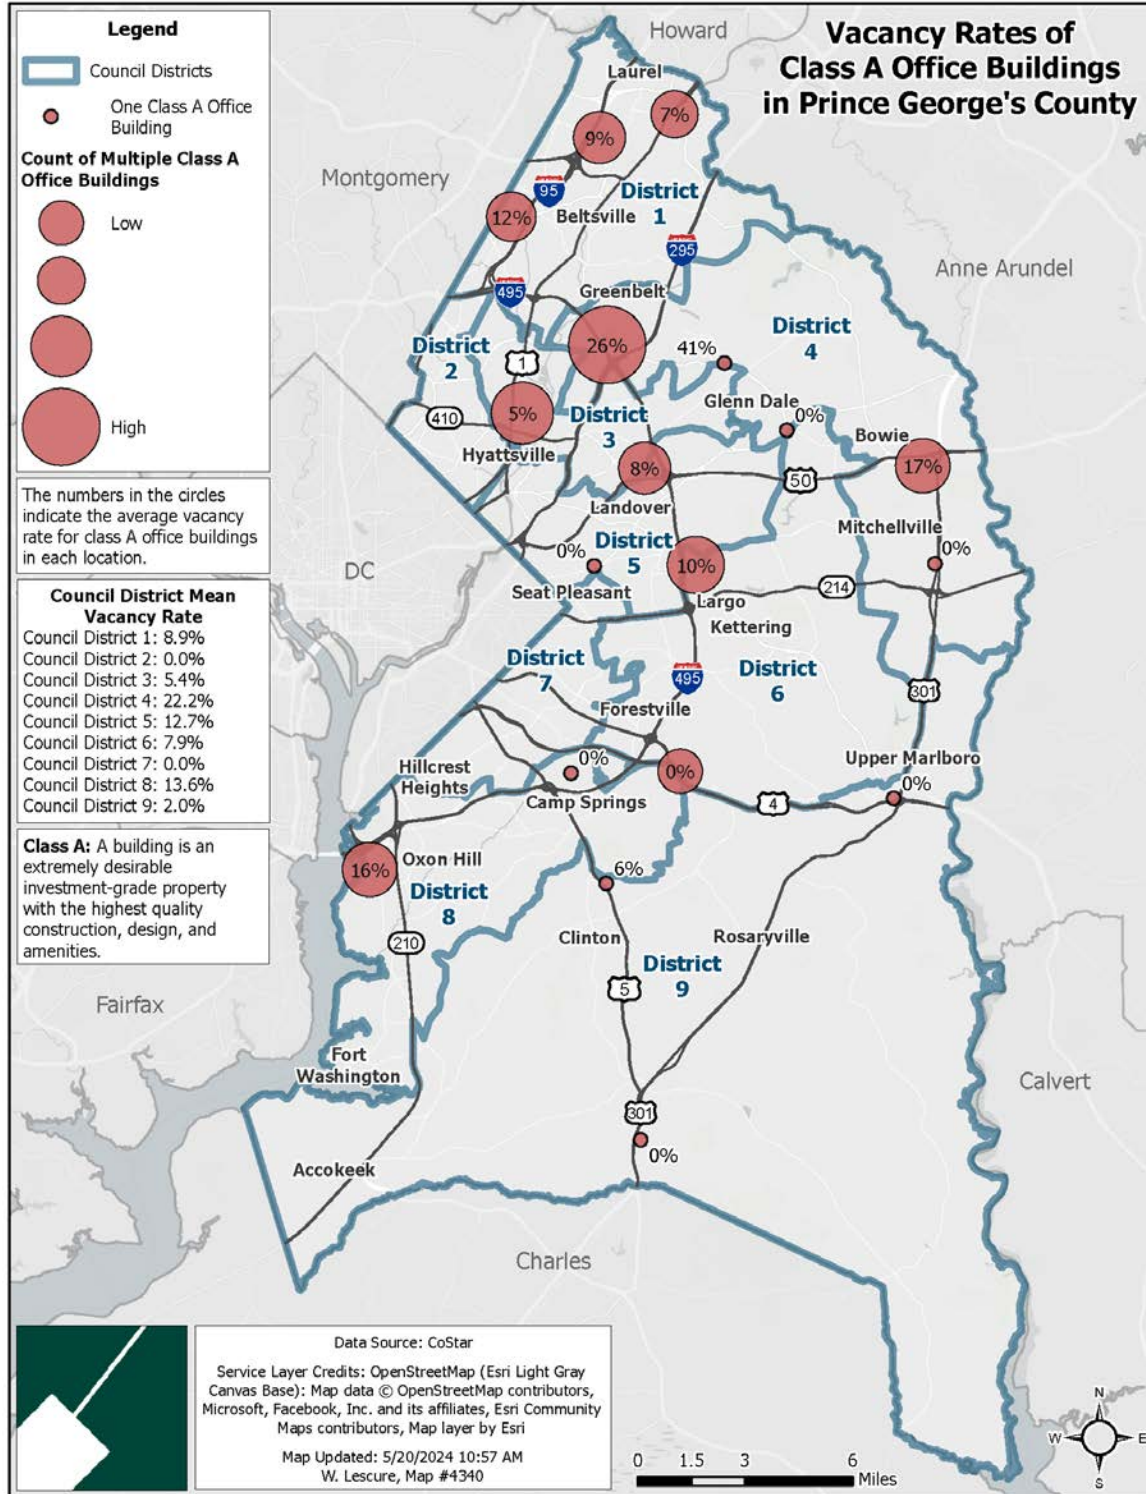 Legend
Council Districts
One Class A Office
Building
Count of Multiple Class A
Office Buildings
Low
High
The numbers in the circles
indicate the average vacancy
rate for class A office buildings
in each location.
Council District Mean
Vacancy Rate
Council District 1: 8.9%
Council District 2: 0.0%
Council District 3: 5.4%
Council District 4: 22.2%
Council District 5: 12.7%
Council District 6: 7.9%
Council District 7: 0.0%
Council District 8: 13.6%
Council District 9: 2.0%
Class A: A building is an
extremely desirable
investment-grade property
with the highest quality
construction, design, and
amenities.
Vacancy Rates of
Class A Office Buildings
in Prince George's County
Howard
Laurel
7%
9%
Montgomery
95
District
1
12%
Beltsville
295
Anne Arundel
495
Greenbelt
District
4
26%
41%
District
2
1
Glenn Dale
0%
410
5%
District
3
Bowie
Hyattsville
8%
17%
50
Landover
Mitchellville
0%
District
5
0%
DC
10%
214
Seat Pleasant
Largo
Kettering
District
7
495
District
6
301
Forestville
0%
0%
Upper Marlboro
0%
Hillcrest
Heights
Camp Springs
4
16%
Oxon Hill
6%
District
8
210
Clinton
Rosaryville
District
9
5
Fairfax
Fort
Washington
Calvert
301
0%
Accokeek
Charles
Data Source: CoStar
Service Layer Credits: OpenStreetMap (Esri Light Gray
Canvas Base): Map data © OpenStreetMap contributors,
Microsoft, Facebook, Inc. and its affiliates, Esri Community
Maps contributors, Map layer by Esri
Map Updated: 5/20/2024 10:57 AM
W. Lescure, Map #4340
0 1.5 3 6
Miles
N
W E
S